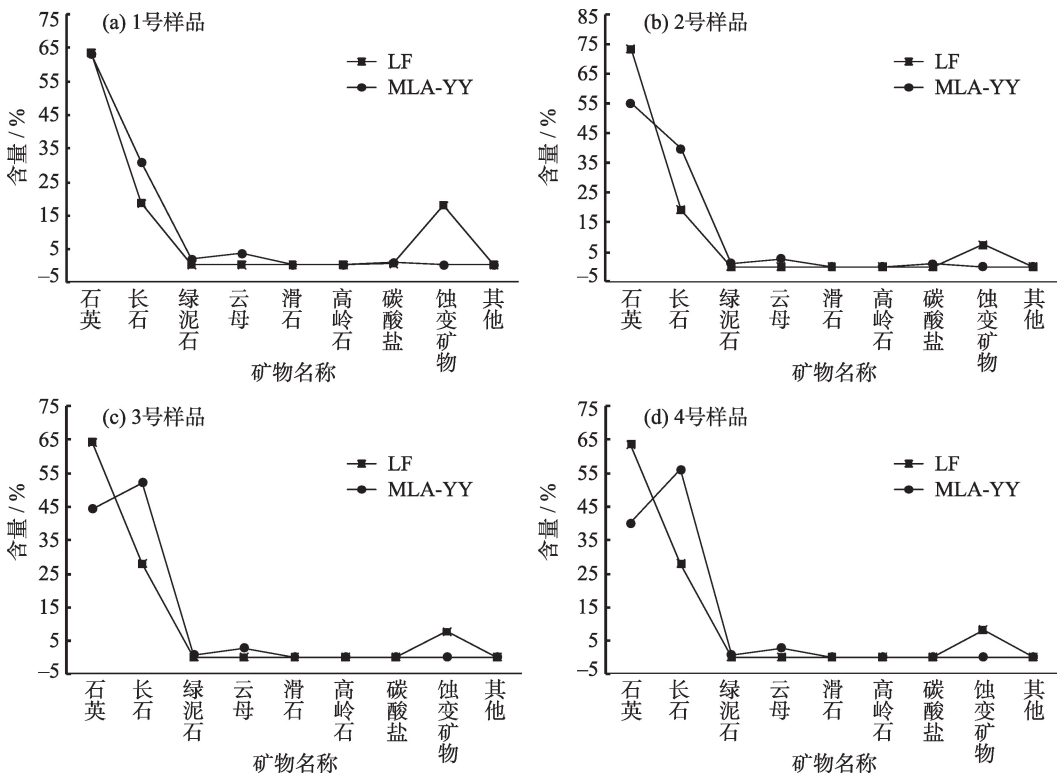 (a) 1号样品
75
65
55
45
35
25
15
5
−5
含量 / %
LF
MLA-YY
石英
长石
绿泥石
云母
滑石
高岭石
碳酸盐
蚀变矿物
其他
矿物名称
(b) 2号样品
85
75
65
55
45
35
25
15
5
−5
含量 / %
LF
MLA-YY
石英
长石
绿泥石
云母
滑石
高岭石
碳酸盐
蚀变矿物
其他
矿物名称
(c) 3号样品
75
65
55
45
35
25
15
5
−5
含量 / %
LF
MLA-YY
石英
长石
绿泥石
云母
滑石
高岭石
碳酸盐
蚀变矿物
其他
矿物名称
(d) 4号样品
75
65
55
45
35
25
15
5
−5
含量 / %
LF
MLA-YY
石英
长石
绿泥石
云母
滑石
高岭石
碳酸盐
蚀变矿物
其他
矿物名称